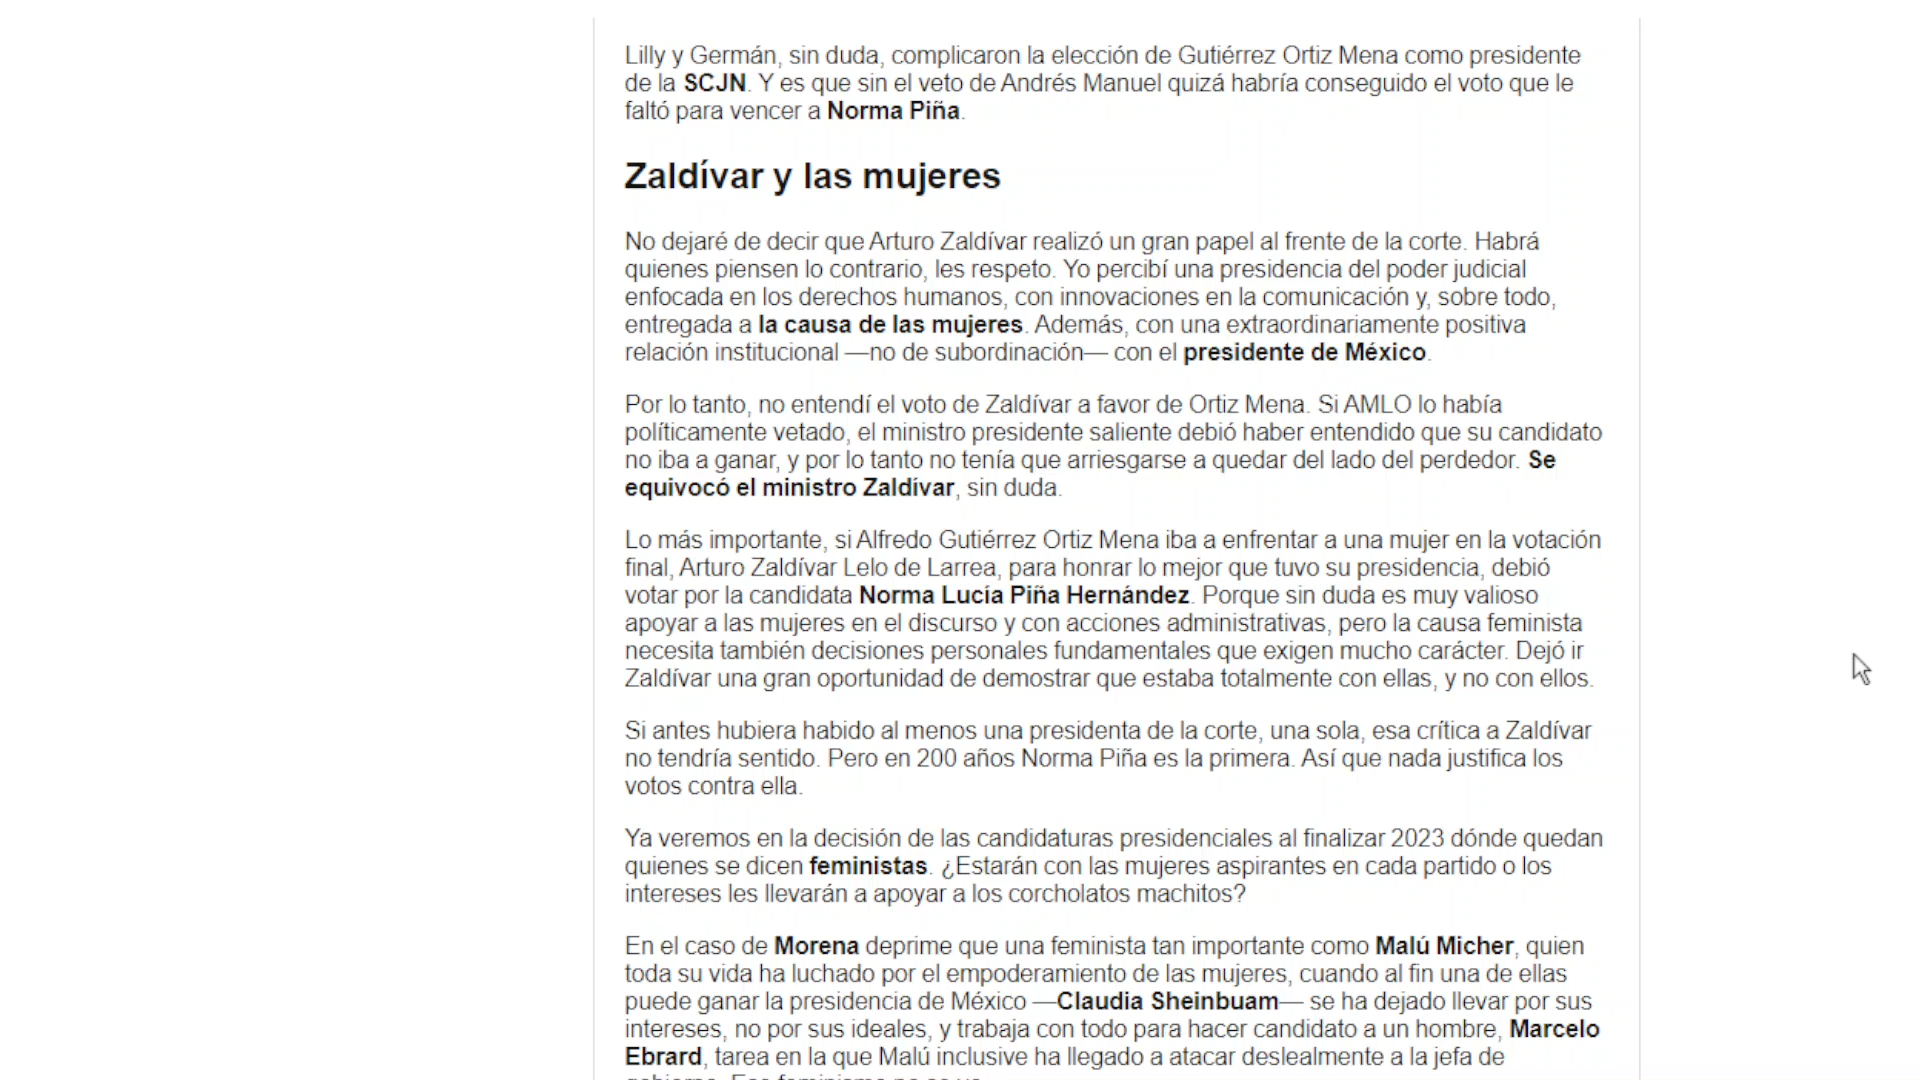 Lilly y Germán, sin duda, complicaron la elección de Gutiérrez Ortiz Mena como presidente
de la SCJN. Y es que sin el veto de Andrés Manuel quizá habría conseguido el voto que le
faltó para vencer a Norma Piña.
Zaldívar y las mujeres
No dejaré de decir que Arturo Zaldívar realizó un gran papel al frente de la corte. Habrá
quienes piensen lo contrario, les respeto. Yo percibí una presidencia del poder judicial
enfocada en los derechos humanos, con innovaciones en la comunicación y, sobre todo,
entregada a la causa de las mujeres. Además, con una extraordinariamente positiva
relación institucional —no de subordinación— con el presidente de México.
Por lo tanto, no entendí el voto de Zaldívar a favor de Ortiz Mena. Si AMLO lo había
políticamente vetado, el ministro presidente saliente debió haber entendido que su candidato
no iba a ganar, y por lo tanto no tenía que arriesgarse a quedar del lado del perdedor. Se
equivocó el ministro Zaldívar, sin duda.
Lo más importante, si Alfredo Gutiérrez Ortiz Mena iba a enfrentar a una mujer en la votación
final, Arturo Zaldívar Lelo de Larrea, para honrar lo mejor que tuvo su presidencia, debió
votar por la candidata Norma Lucía Piña Hernández. Porque sin duda es muy valioso
apoyar a las mujeres en el discurso y con acciones administrativas, pero la causa feminista
necesita también decisiones personales fundamentales que exigen mucho carácter. Dejó ir
Zaldívar una gran oportunidad de demostrar que estaba totalmente con ellas, y no con ellos.
Si antes hubiera habido al menos una presidenta de la corte, una sola, esa crítica a Zaldívar
no tendría sentido. Pero en 200 años Norma Piña es la primera. Así que nada justifica los
votos contra ella.
Ya veremos en la decisión de las candidaturas presidenciales al finalizar 2023 dónde quedan
quienes se dicen feministas. ¿Estarán con las mujeres aspirantes en cada partido o los
intereses les llevarán a apoyar a los corcholatos machitos?
En el caso de Morena deprime que una feminista tan importante como Malú Micher, quien
toda su vida ha luchado por el empoderamiento de las mujeres, cuando al fin una de ellas
puede ganar la presidencia de México —Claudia Sheinbuam— se ha dejado llevar por sus
intereses, no por sus ideales, y trabaja con todo para hacer candidato a un hombre, Marcelo
Ebrard, tarea en la que Malú inclusive ha llegado a atacar deslealmente a la jefa de